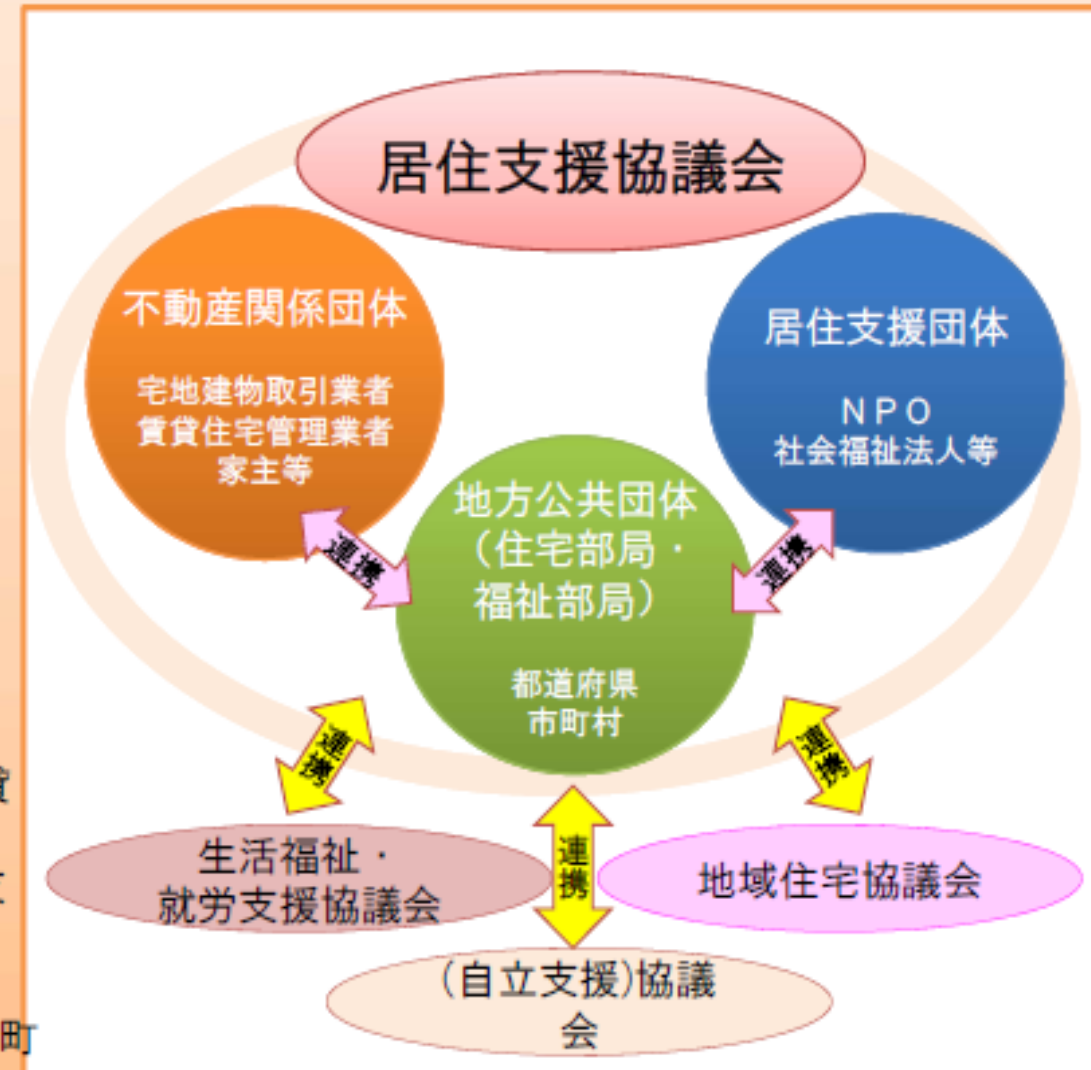 居住支援協議会
不動産関係団体
宅地建物取引業者
賃貸住宅管理業者
家主等
居住支援団体
NPO
社会福祉法人等
地方公共団体
（住宅部局・
福祉部局）
都道府県
市町村
連携
連携
連携
連携
連携
生活福祉・
就労支援協議会
地域住宅協議会
(自立支援)協議
会
町